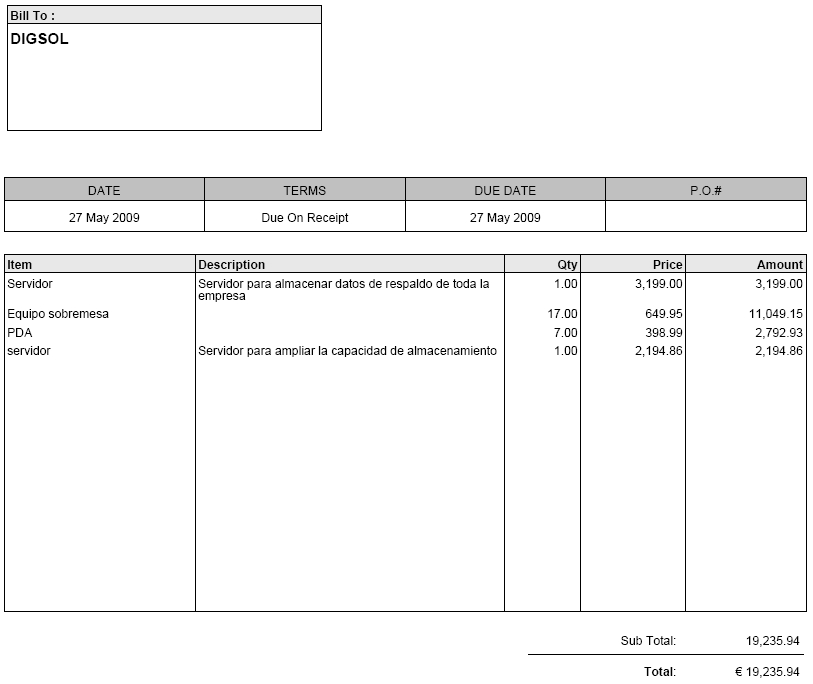 Bill To :
DIGSOL
DATE TERMS DUE DATE P.O.#
27 May 2009 Due On Receipt 27 May 2009
Item Description Qty Price Amount
Servidor Servidor para almacenar datos de respaldo de toda la 1.00 3,199.00 3,199.00
empresa
Equipo sobremesa 17.00 649.95 11,049.15
PDA 7.00 398.99 2,792.93
servidor Servidor para ampliar la capacidad de almacenamiento 1.00 2,194.86 2,194.86
Sub Total: 19,235.94
Total: € 19,235.94